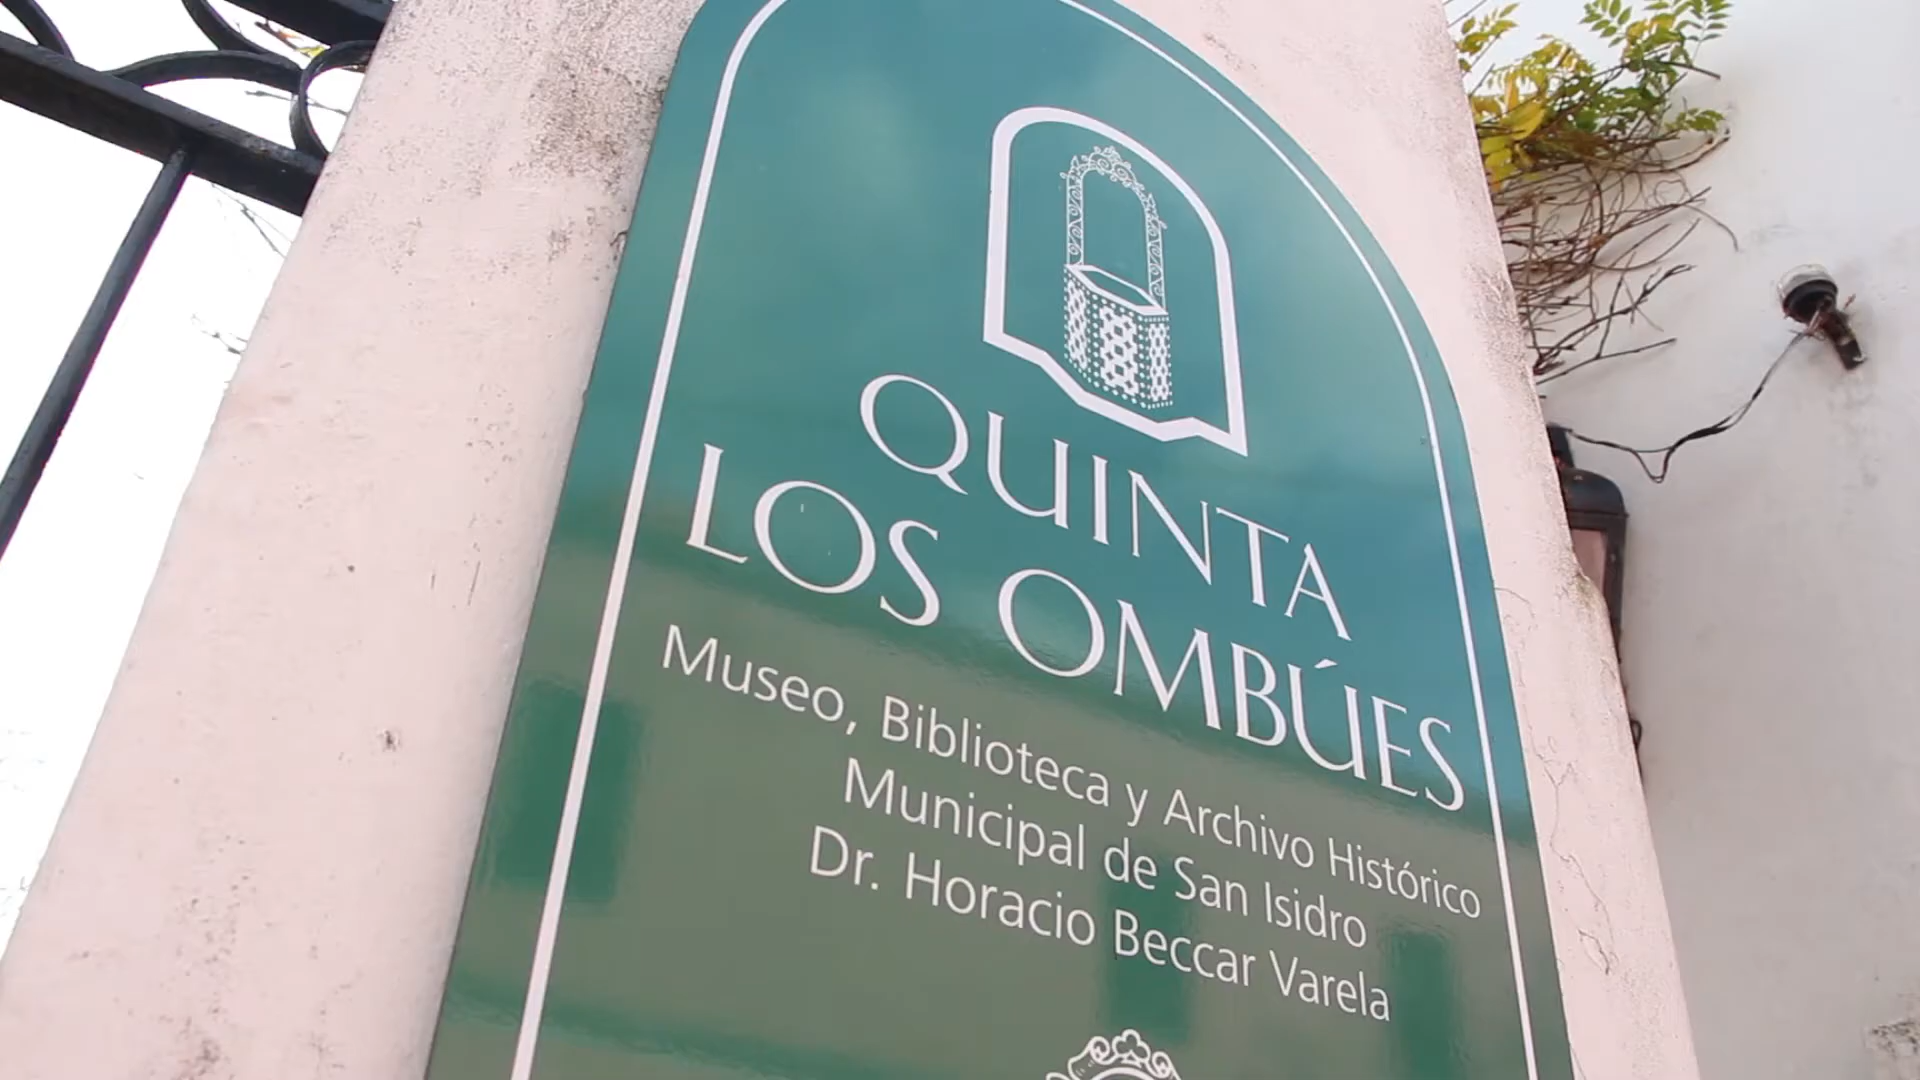 QUINTA
LOS OMBÚES
Museo, Biblioteca y Archivo Histórico
Municipal de San Isidro
Dr. Horacio Beccar Varela